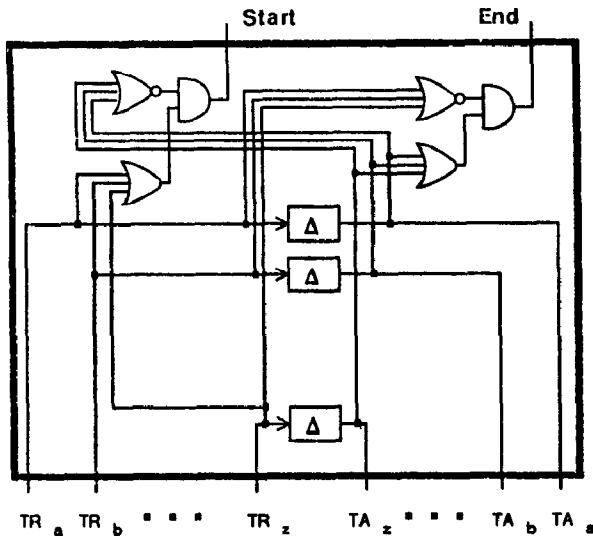 Start End
Δ
Δ
Δ
TR a TR b * * * TR z TA z * * * TA b TA a